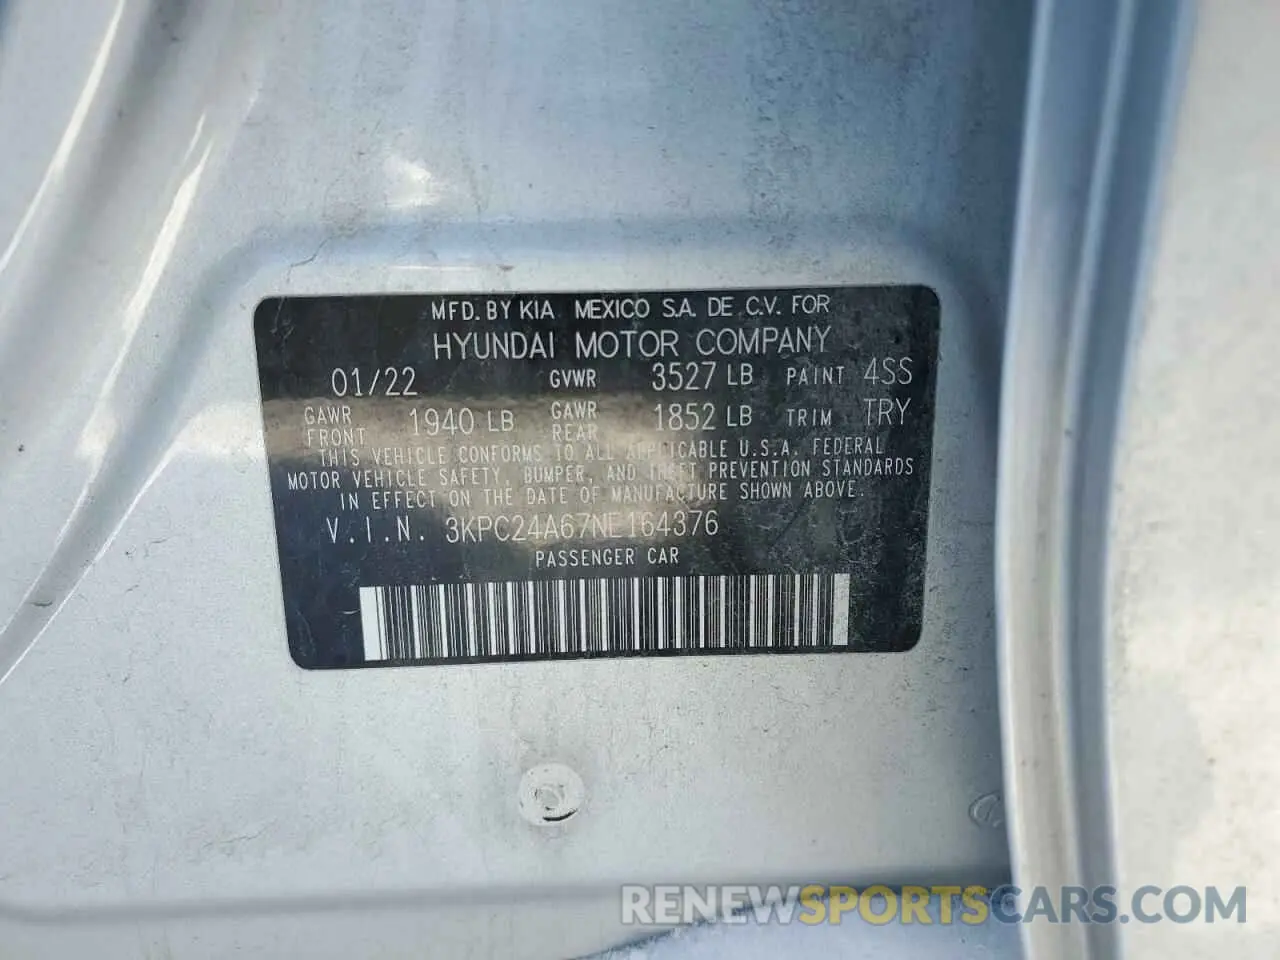 MFD. BY KIA MEXICO S.A. DE C.V. FOR
HYUNDAI MOTOR COMPANY
01/22 GVWR 3527 LB PAINT 4SS
GAWR FRONT 1940 LB GAWR REAR 1852 LB TRIM TRY
THIS VEHICLE CONFORMS TO ALL APPLICABLE U.S.A. FEDERAL
MOTOR VEHICLE SAFETY, BUMPER, AND THEFT PREVENTION STANDARDS
IN EFFECT ON THE DATE OF MANUFACTURE SHOWN ABOVE.
V.I.N. 3KPC24A67NE164376
PASSENGER CAR
RENEWSPORTSCARS.COM